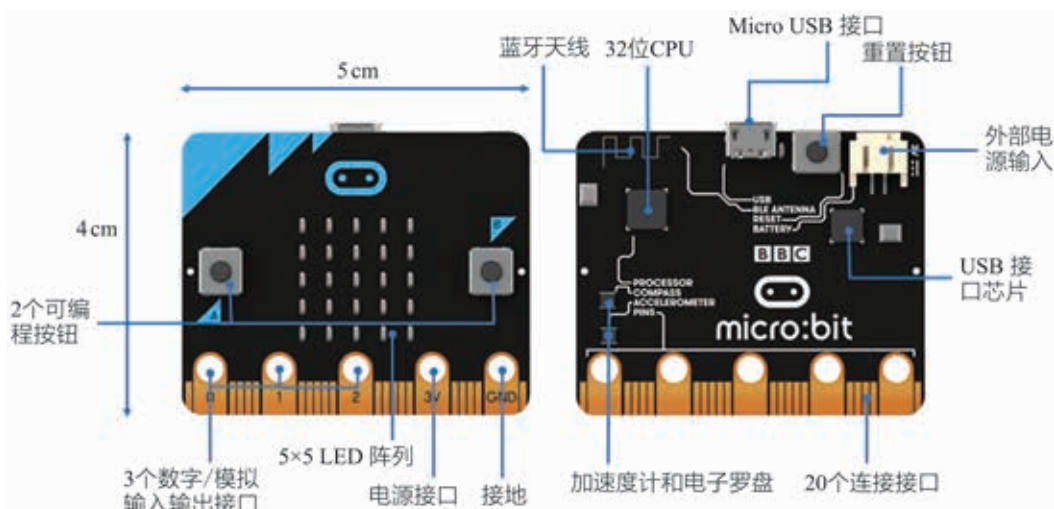 5 cm
4 cm
2个可编
程按钮
A
B
0
1
2
3V
GND
3个数字/模拟
输入输出接口
5×5 LED 阵列
电源接口
接地
蓝牙天线
32位CPU
Micro USB 接口
重置按钮
外部电
源输入
USB
BLE ANTENNA
RESET
BATTERY
BBC
USB 接
口芯片
PROCESSOR
COMPASS
ACCELEROMETER
PINS
micro:bit
加速度计和电子罗盘
20个连接接口